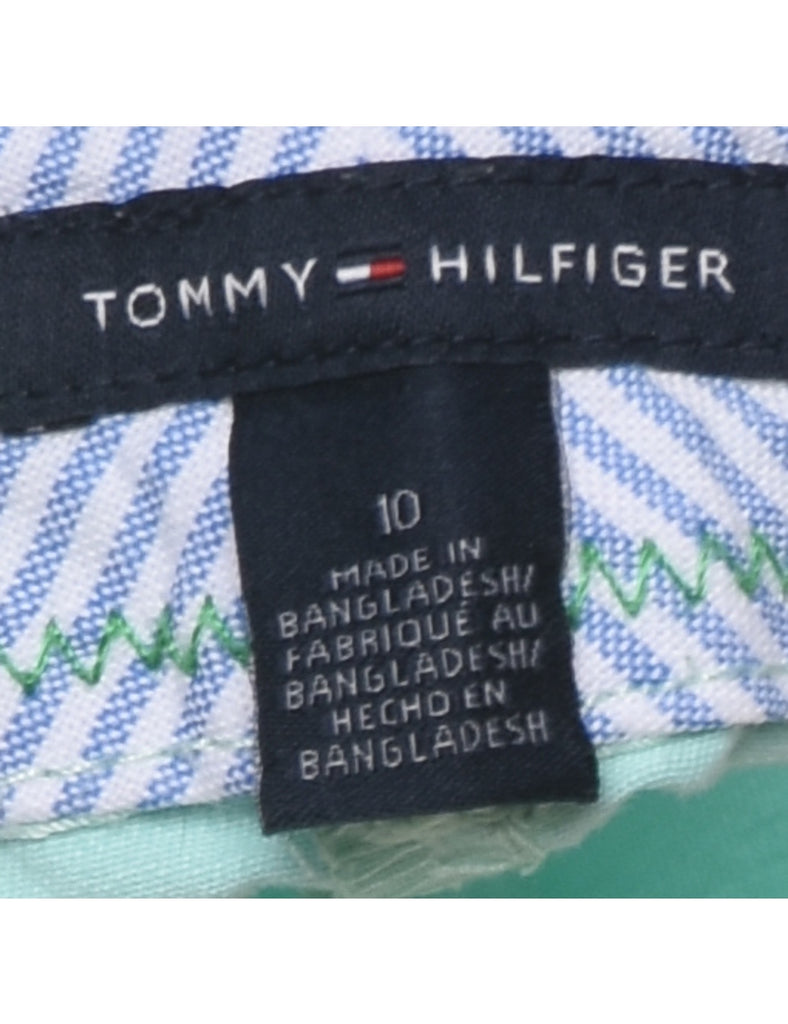 TOMMY HILFIGER
10
MADE IN
BANGLADESH/
FABRIQUÉ AU
BANGLADESH/
HECHO EN
BANGLADESH